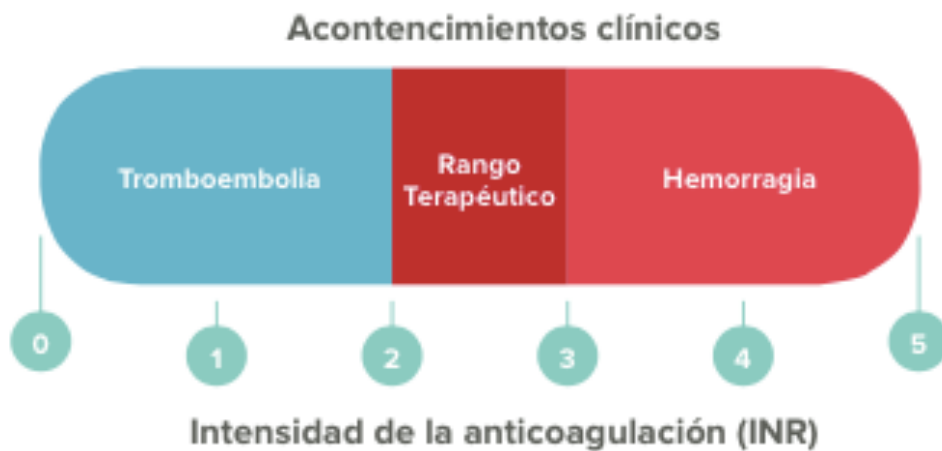 Acontencimientos clínicos
Tromboembolia
Rango
Terapéutico
Hemorragia
0
1
2
3
4
5
Intensidad de la anticoagulación (INR)